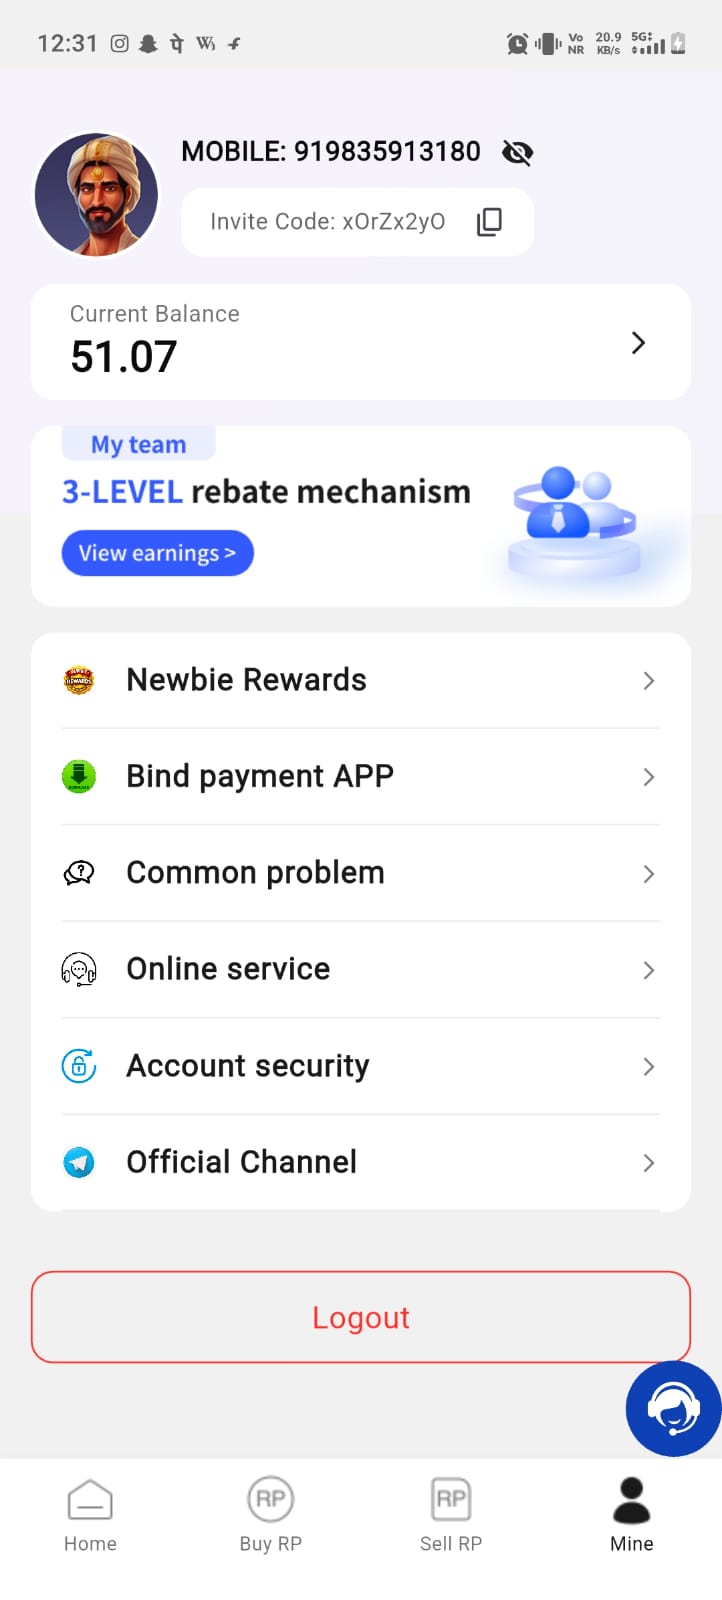 12:31
Vo
NR
20.9
KB/s
5G
MOBILE: 919835913180
Invite Code: xOrZx2yO
Current Balance
51.07
My team
3-LEVEL rebate mechanism
View earnings >
REWARDS
Newbie Rewards
Bind payment APP
Common problem
Online service
Account security
Official Channel
Logout
RP
RP
Home
Buy RP
Sell RP
Mine